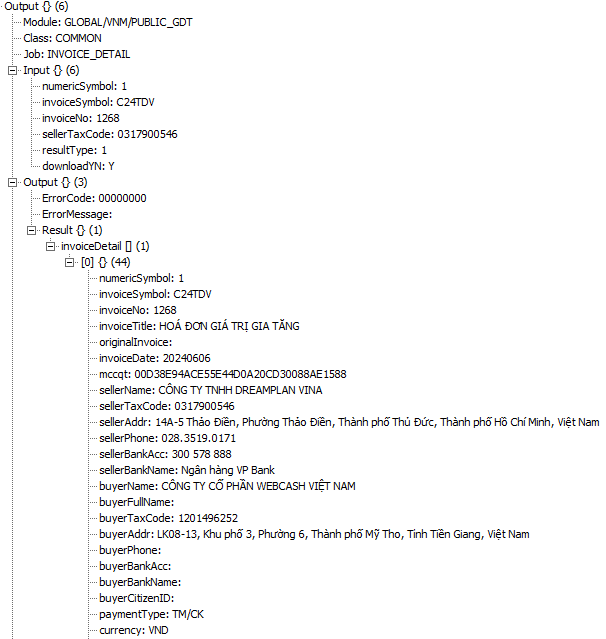 Output {} (6)
Module: GLOBAL/VNM/PUBLIC_GDT
Class: COMMON
Job: INVOICE_DETAIL
Input {} (6)
numericSymbol: 1
invoiceSymbol: C24TDV
invoiceNo: 1268
sellerTaxCode: 0317900546
resultType: 1
downloadYN: Y
Output {} (3)
ErrorCode: 00000000
ErrorMessage:
Result {} (1)
invoiceDetail [] (1)
[0] {} (44)
numericSymbol: 1
invoiceSymbol: C24TDV
invoiceNo: 1268
invoiceTitle: HOÁ ĐƠN GIÁ TRỊ GIA TĂNG
originalInvoice:
invoiceDate: 20240606
mccqt: 00D38E94ACE55E44D0A20CD30088AE1588
sellerName: CÔNG TY TNHH DREAMPLAN VINA
sellerTaxCode: 0317900546
sellerAddr: 14A-5 Thảo Điền, Phường Thảo Điền, Thành phố Thủ Đức, Thành phố Hồ Chí Minh, Việt Nam
sellerPhone: 028.3519.0171
sellerBankAcc: 300 578 888
sellerBankName: Ngân hàng VP Bank
buyerName: CÔNG TY CỔ PHẦN WEBCASH VIỆT NAM
buyerFullName:
buyerTaxCode: 1201496252
buyerAddr: LK08-13, Khu phố 3, Phường 6, Thành phố Mỹ Tho, Tỉnh Tiền Giang, Việt Nam
buyerPhone:
buyerBankAcc:
buyerBankName:
buyerCitizenID:
paymentType: TM/CK
currency: VND